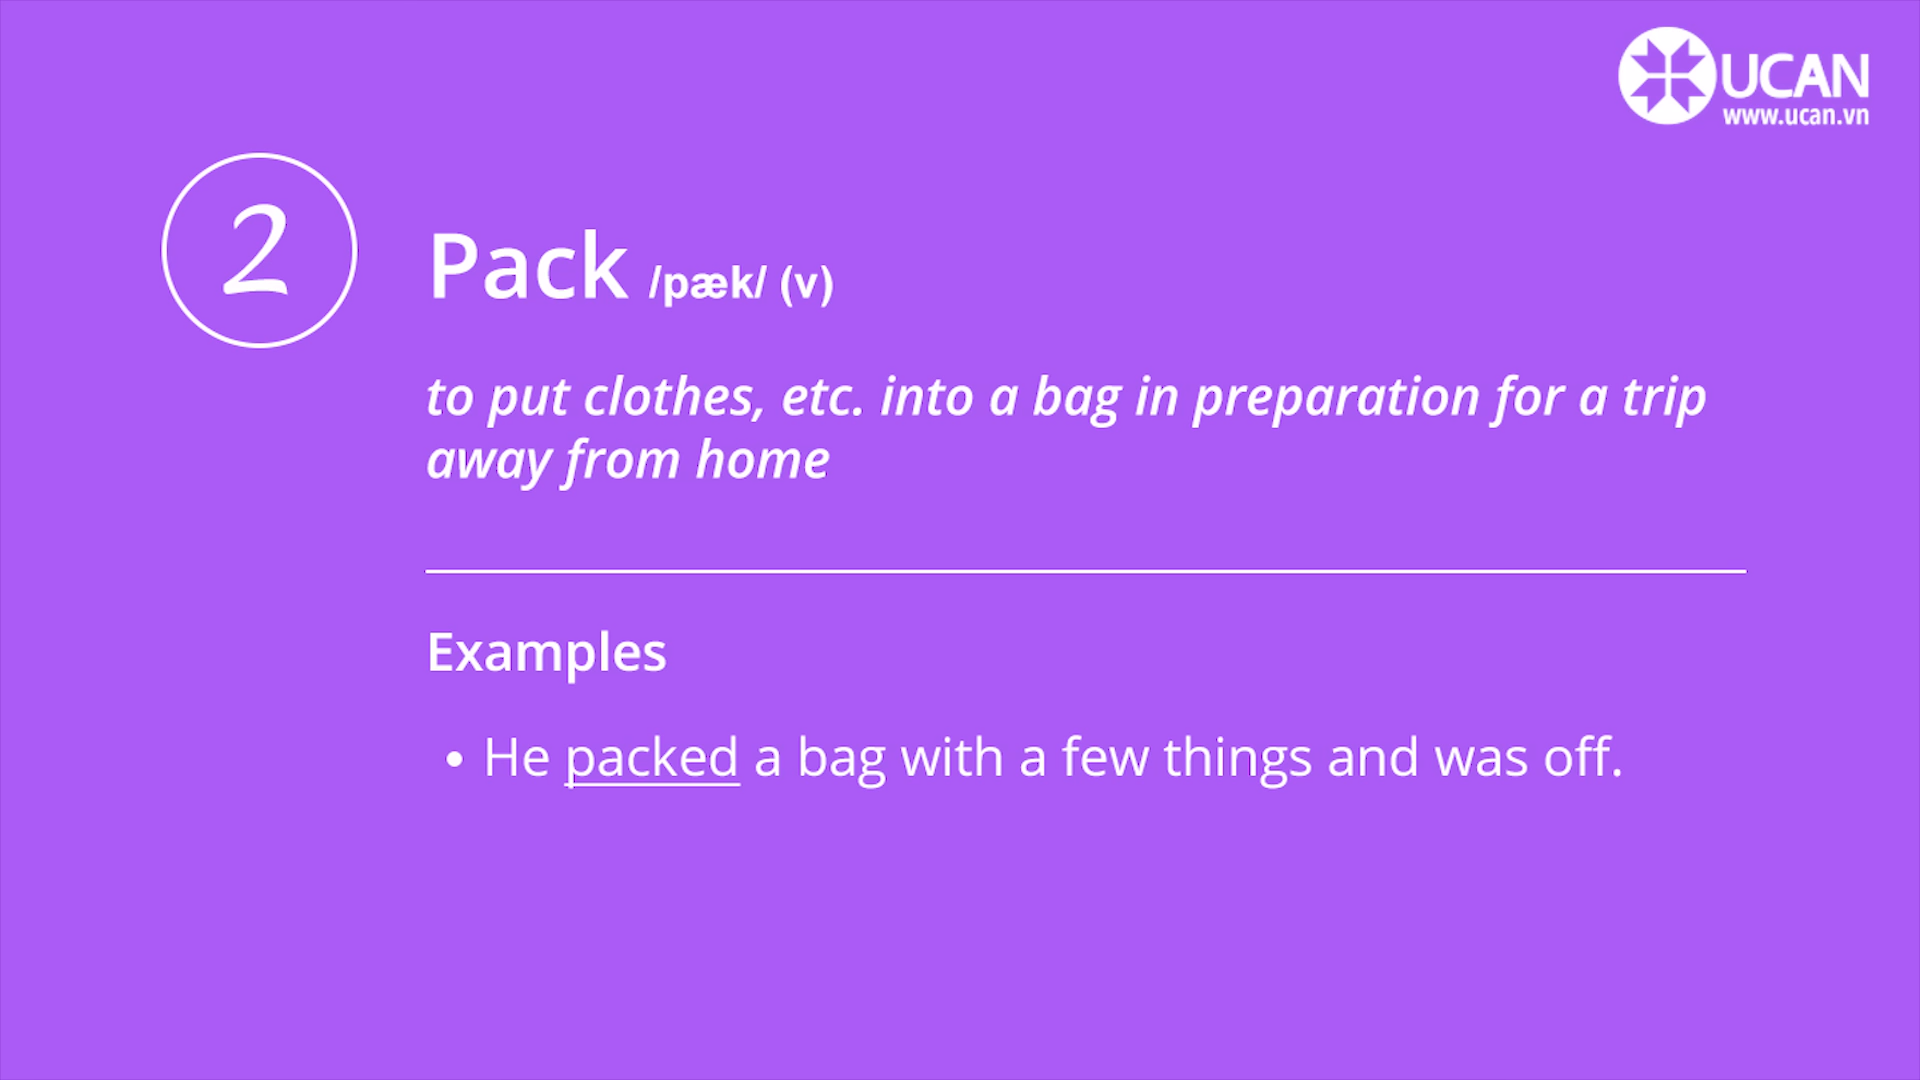 UCAN
www.ucan.vn
2
Pack /pæk/ (v)
to put clothes, etc. into a bag in preparation for a trip
away from home
Examples
• He packed a bag with a few things and was off.